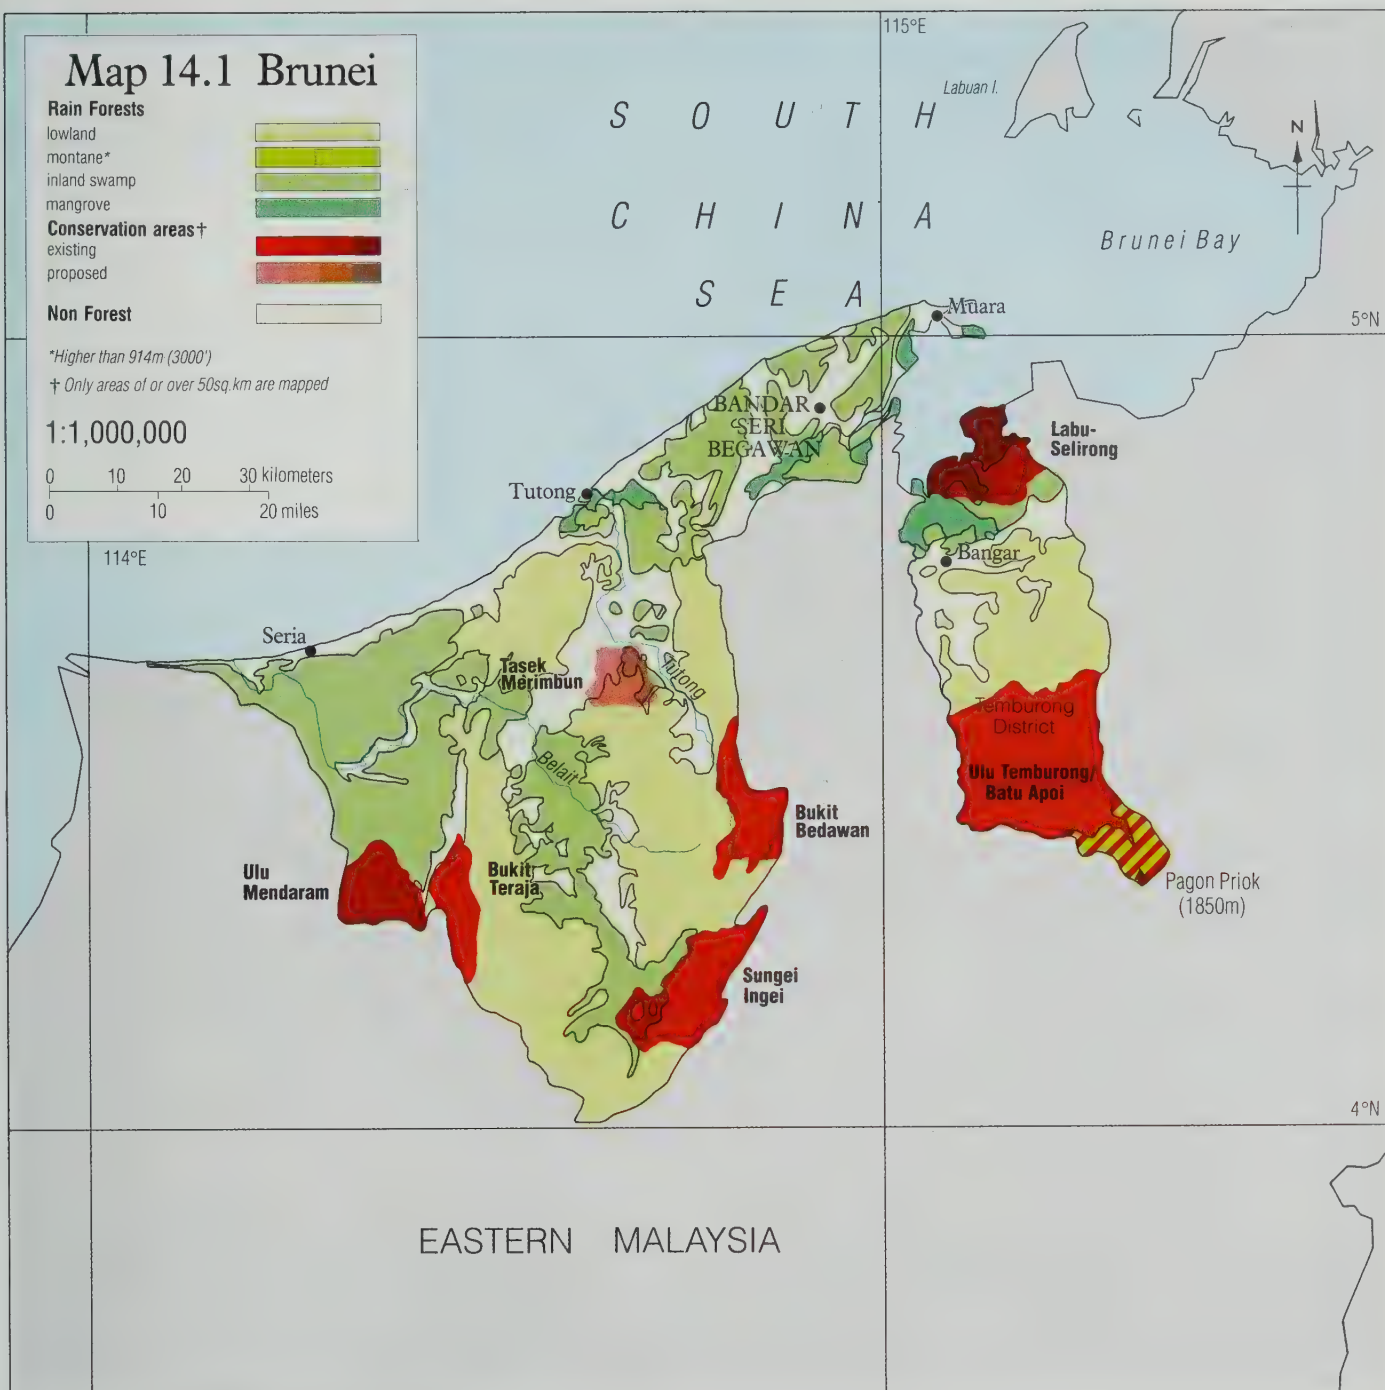 Map 14.1 Brunei
Rain Forests
lowland
montane*
inland swamp
mangrove
Conservation areas†
existing
proposed
Non Forest
*Higher than 914m (3000')
† Only areas of or over 50sq.km are mapped
1:1,000,000
0 10 20 30 kilometers
0 10 20 miles
115°E
Labuan I.
SOUTH
CHINA
SEA
N
Brunei Bay
Muara
5°N
BANDAR
SERI
BEGAWAN
Labu-
Selirong
Tutong
Bangar
114°E
Seria
Tasek
Merimbun
Tutong
Temburong
District
Belait
Ulu Temburong/
Batu Apoi
Bukit
Bedawan
Ulu
Mendaram
Bukit
Teraja
Pagon Priok
(1850m)
Sungei
Ingei
4°N
EASTERN MALAYSIA